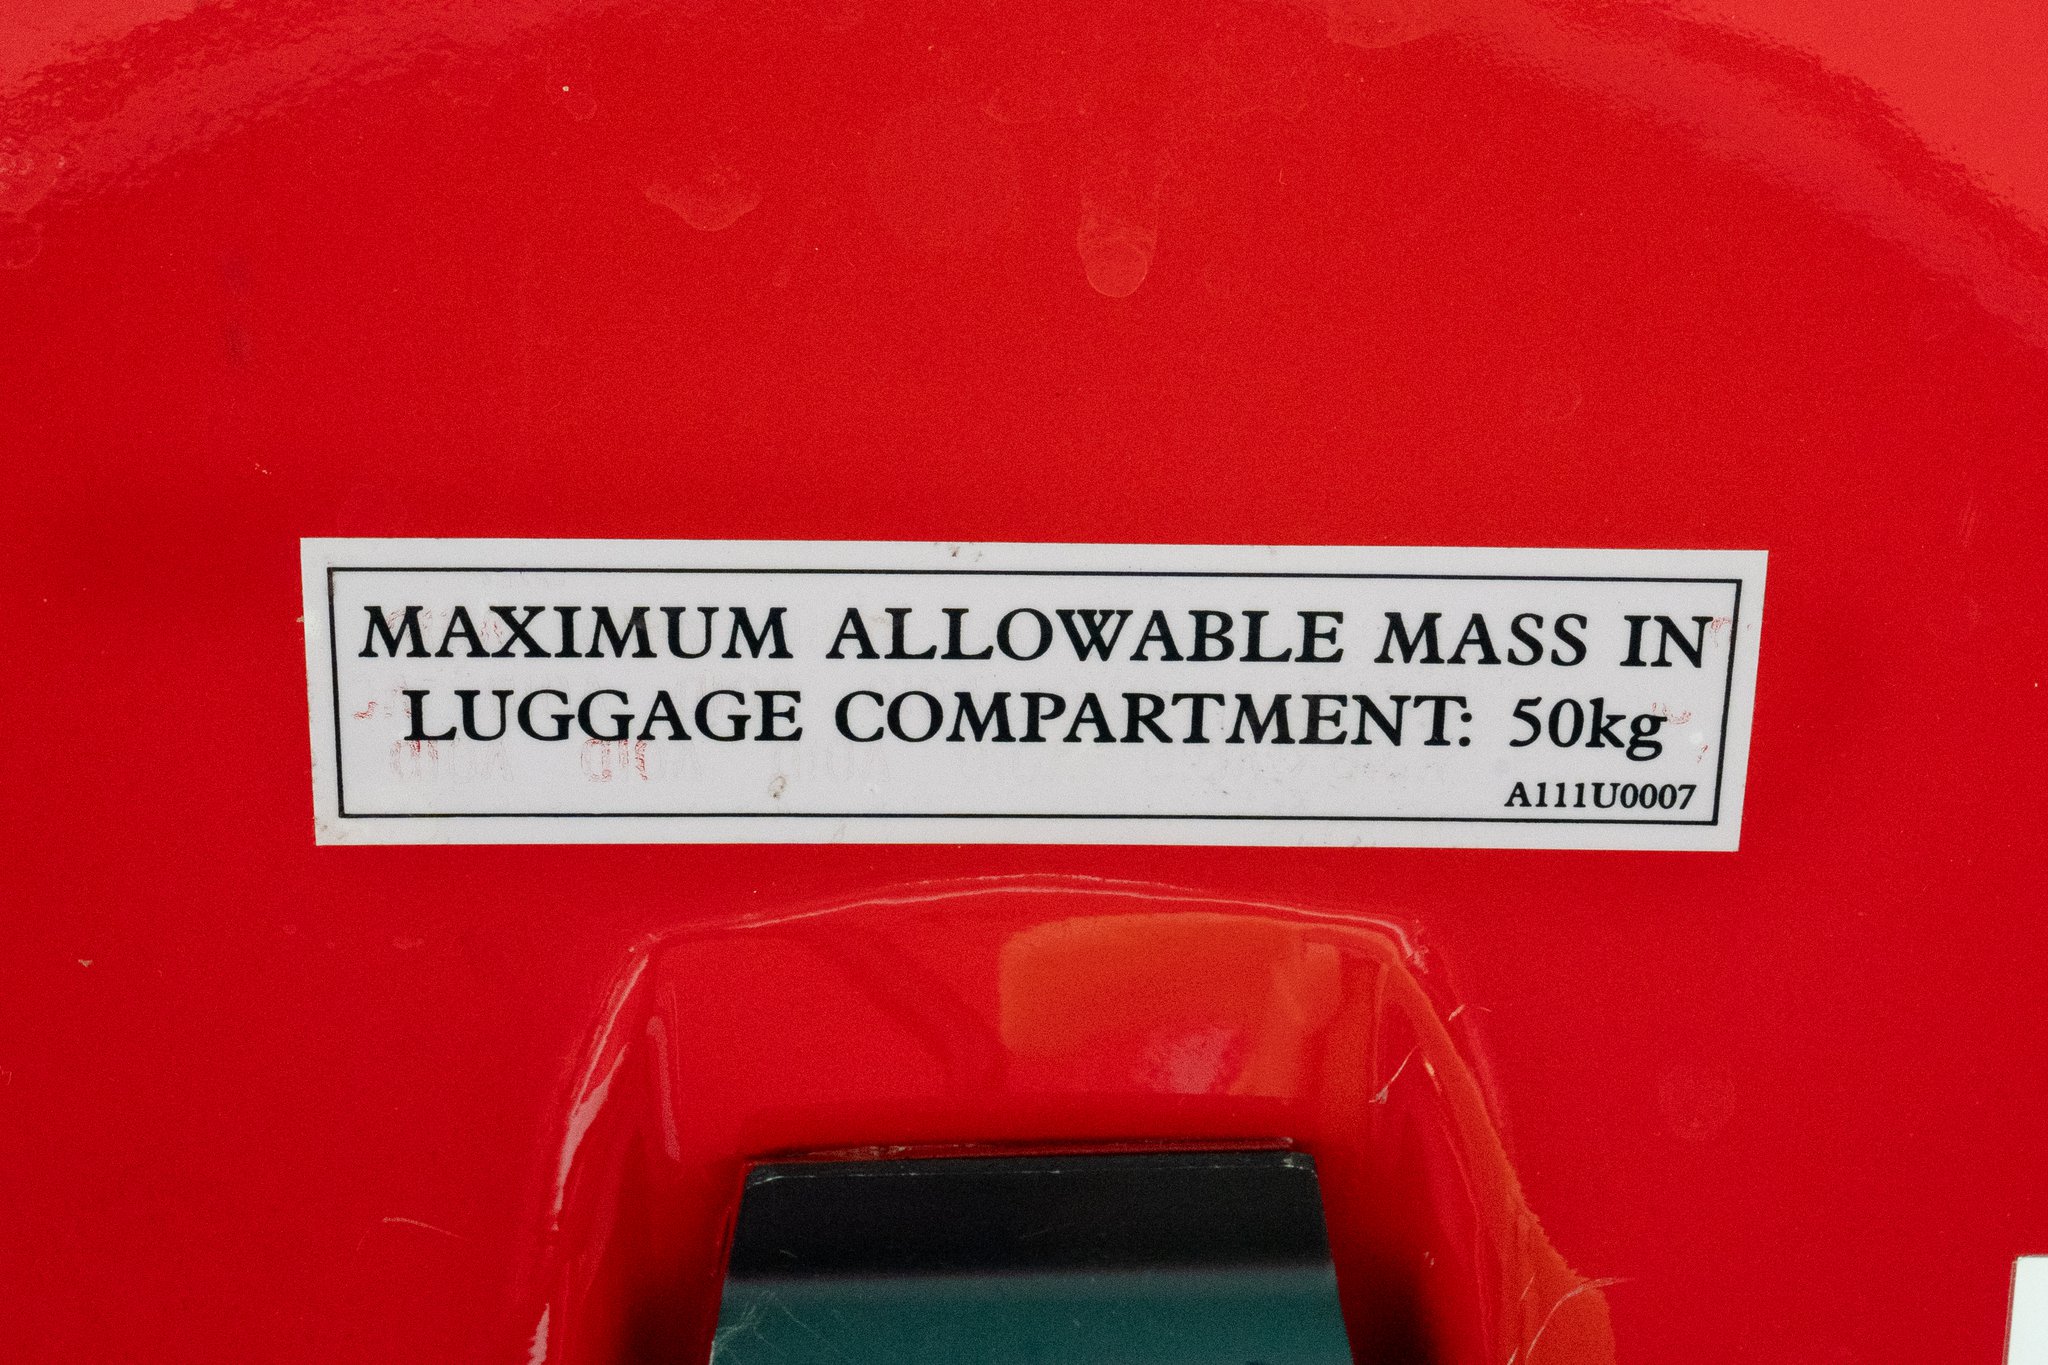 MAXIMUM ALLOWABLE MASS IN
LUGGAGE COMPARTMENT: 50kg
A111U0007